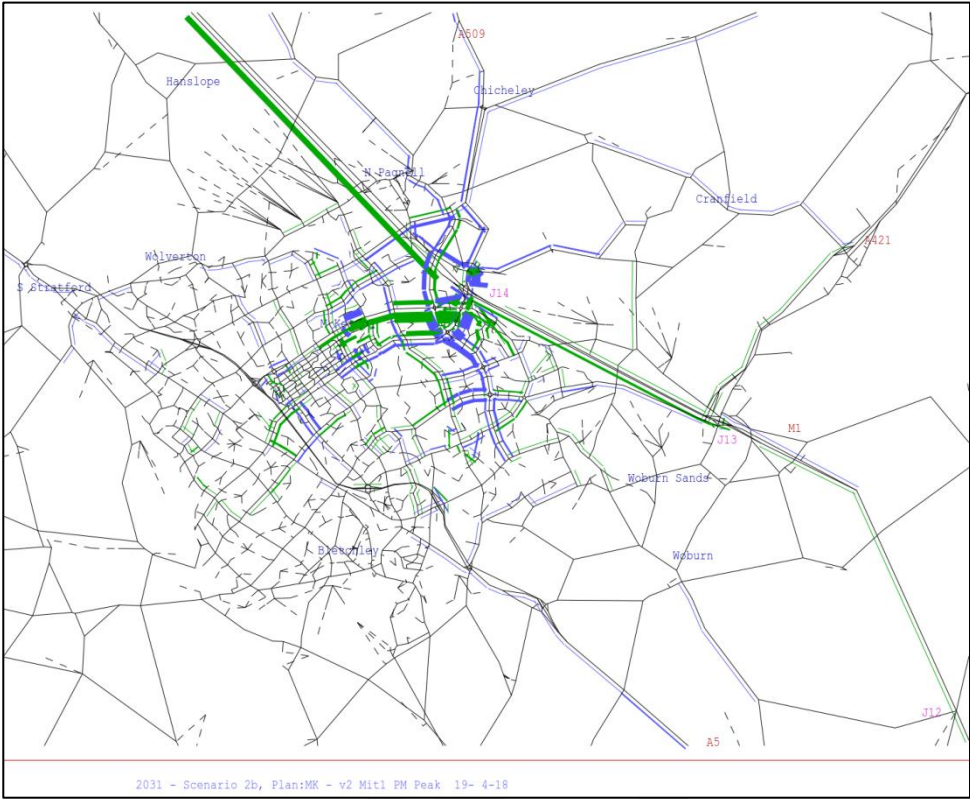 A509
Hanslope
Chicheley
N Pagnell
Cranfield
A421
Wolverton
S Stratford
J14
M1
J13
Woburn Sands
Bletchley
Woburn
J12
A5
2031 - Scenario 2b, Plan:MK - v2 Mit1 PM Peak 19- 4-18